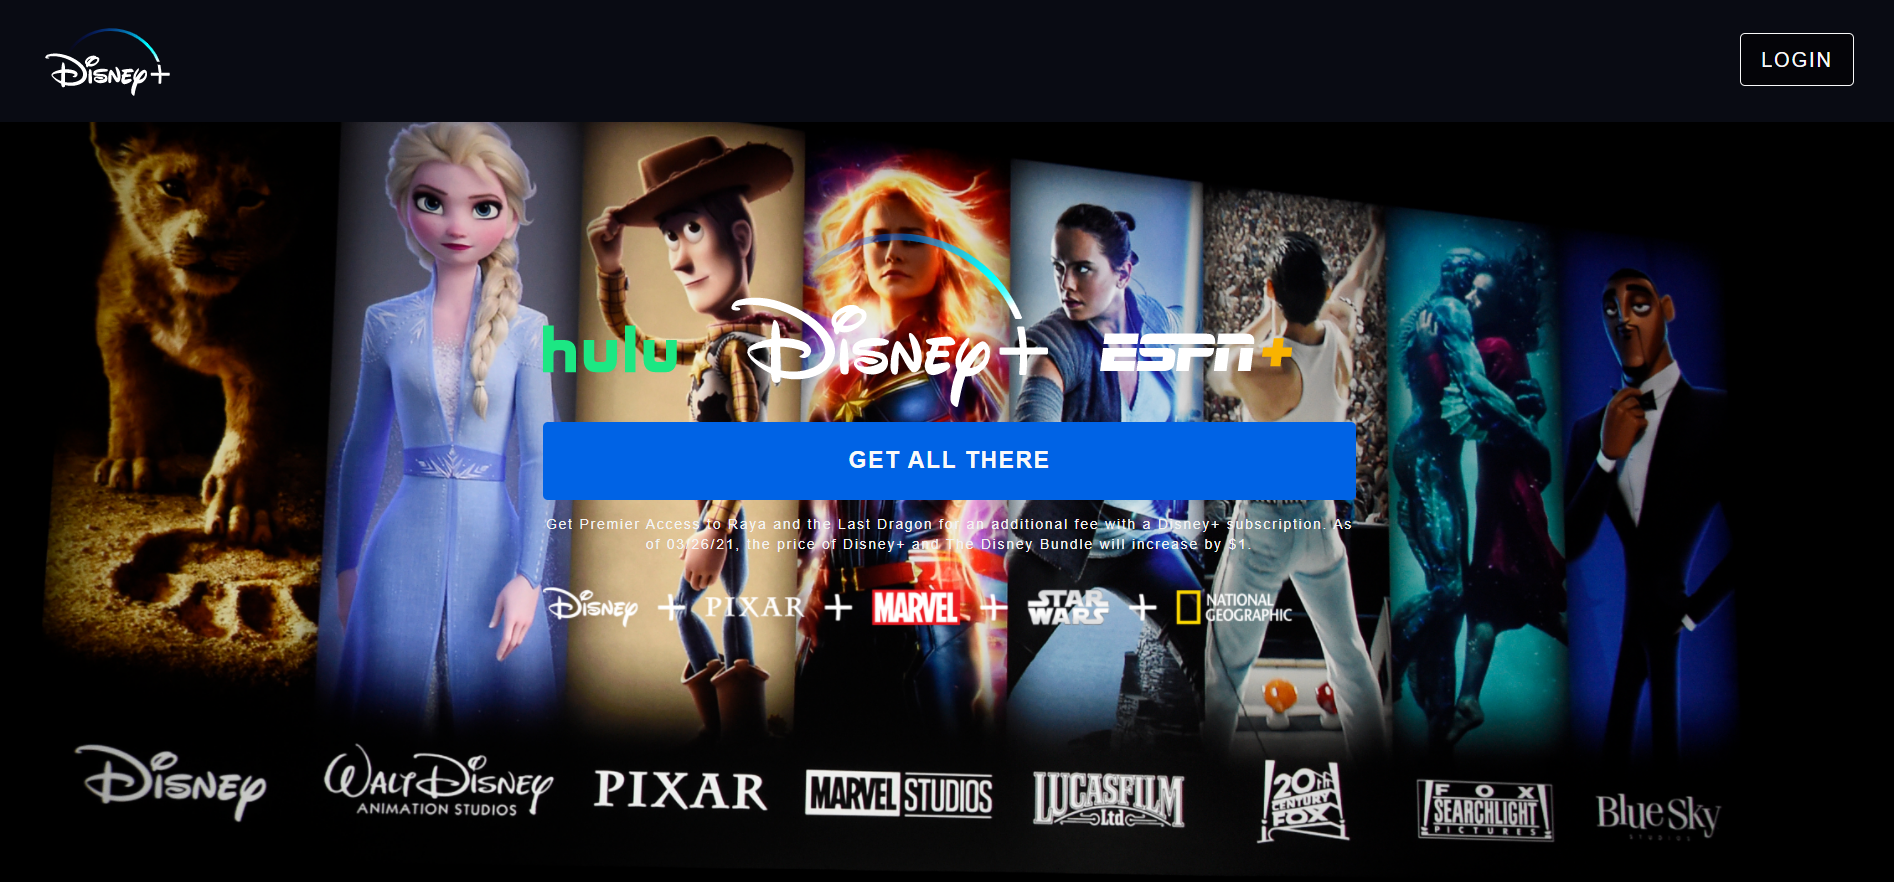 Disney+
LOGIN
hulu Disney+ ESPN+
GET ALL THERE
Get Premier Access to Raya and the Last Dragon for an additional fee with a Disney+ subscription. As
of 03/26/21, the price of Disney+ and The Disney Bundle will increase by $1.
Disney + PIXAR + MARVEL + STAR WARS + NATIONAL GEOGRAPHIC
Disney
WALT DISNEY
ANIMATION STUDIOS
PIXAR
MARVEL STUDIOS
LUCASFILM
Ltd
20TH
CENTURY
FOX
FOX
SEARCHLIGHT
PICTURES
Blue Sky
STUDIOS